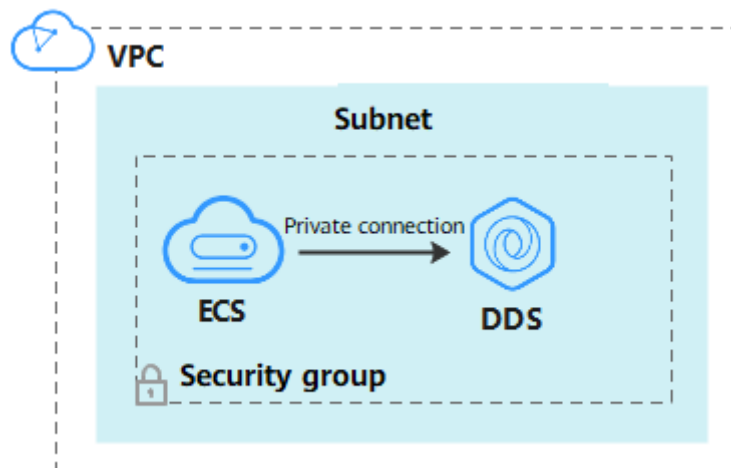 VPC
Subnet
Private connection
ECS
DDS
Security group